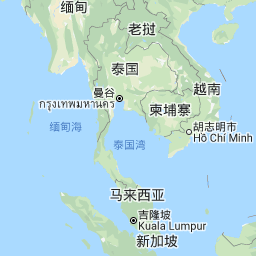 缅甸
老挝
泰国
曼谷
กรุงเทพมหานคร
越南
柬埔寨
胡志明市
Hồ Chí Minh
缅甸海
泰国湾
马来西亚
吉隆坡
Kuala Lumpur
新加坡